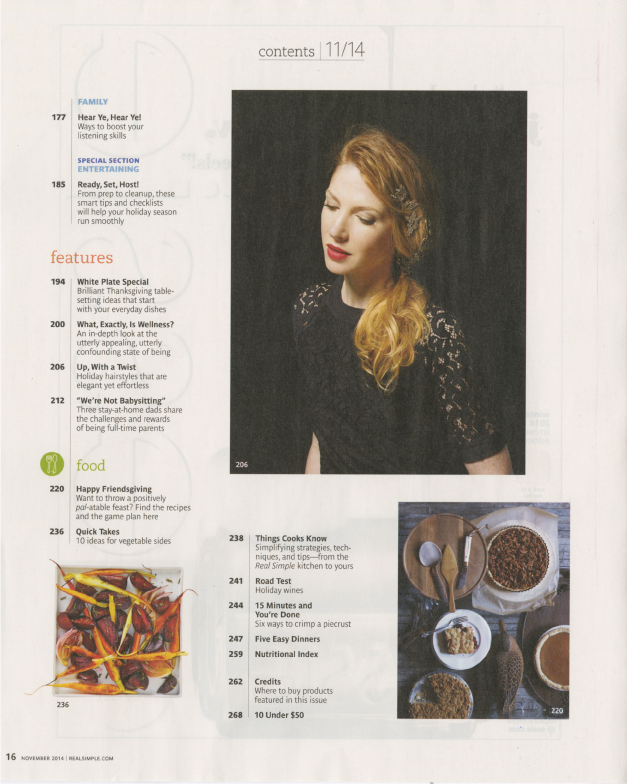 contents | 11/14
FAMILY
177 Hear Ye, Hear Ye!
Ways to boost your
listening skills
SPECIAL SECTION
ENTERTAINING
185 Ready, Set, Host!
From prep to cleanup, these
smart tips and checklists
will help your holiday season
run smoothly
features
194 White Plate Special
Brilliant Thanksgiving table-
setting ideas that start
with your everyday dishes
200 What, Exactly, Is Wellness?
An in-depth look at the
utterly appealing, utterly
confounding state of being
206 Up, With a Twist
Holiday hairstyles that are
elegant yet effortless
212 "We're Not Babysitting"
Three stay-at-home dads share
the challenges and rewards
of being full-time parents
206
food
220 Happy Friendsgiving
Want to throw a positively
pal-atable feast? Find the recipes
and the game plan here
236 Quick Takes
10 ideas for vegetable sides
236
238 Things Cooks Know
Simplifying strategies, tech-
niques, and tips—from the
Real Simple kitchen to yours
241 Road Test
Holiday wines
244 15 Minutes and
You're Done
Six ways to crimp a piecrust
247 Five Easy Dinners
259 Nutritional Index
262 Credits
Where to buy products
featured in this issue
268 10 Under $50
220
16 NOVEMBER 2014 | REALSIMPLE.COM